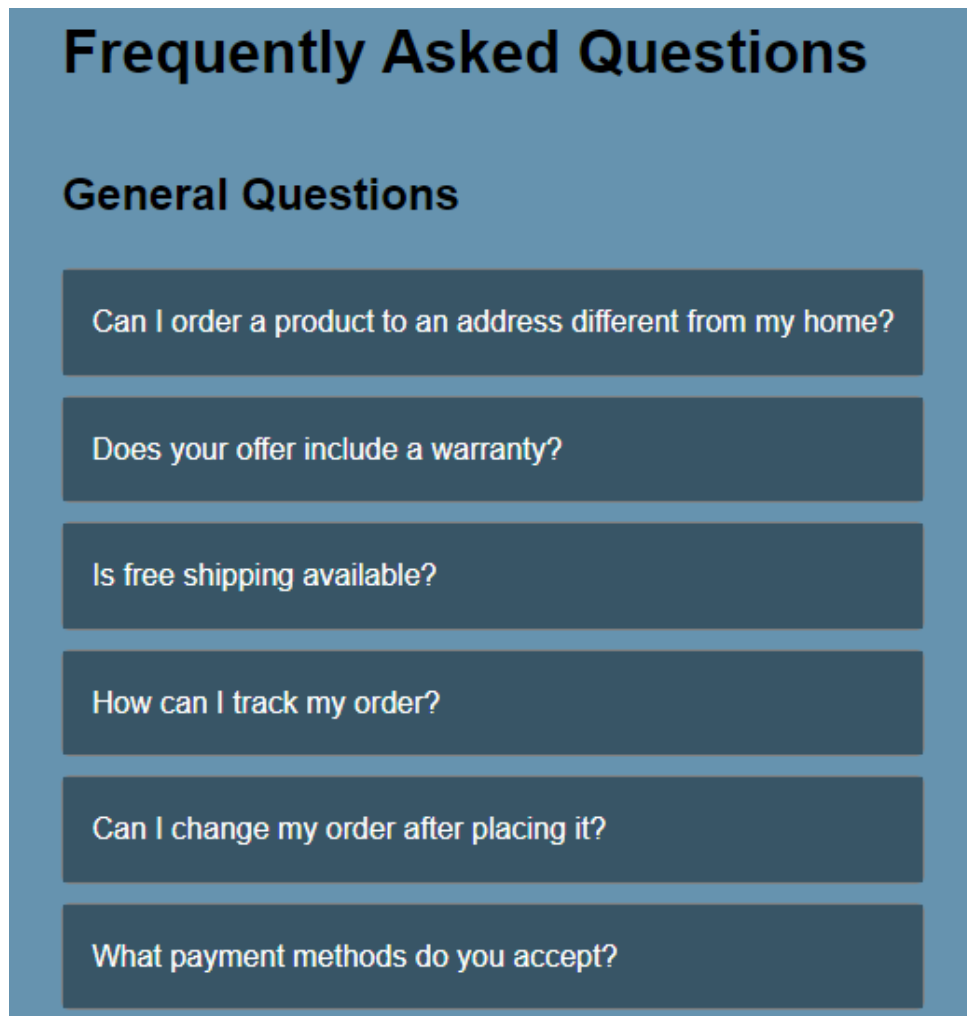 Frequently Asked Questions
General Questions
Can I order a product to an address different from my home?
Does your offer include a warranty?
Is free shipping available?
How can I track my order?
Can I change my order after placing it?
What payment methods do you accept?